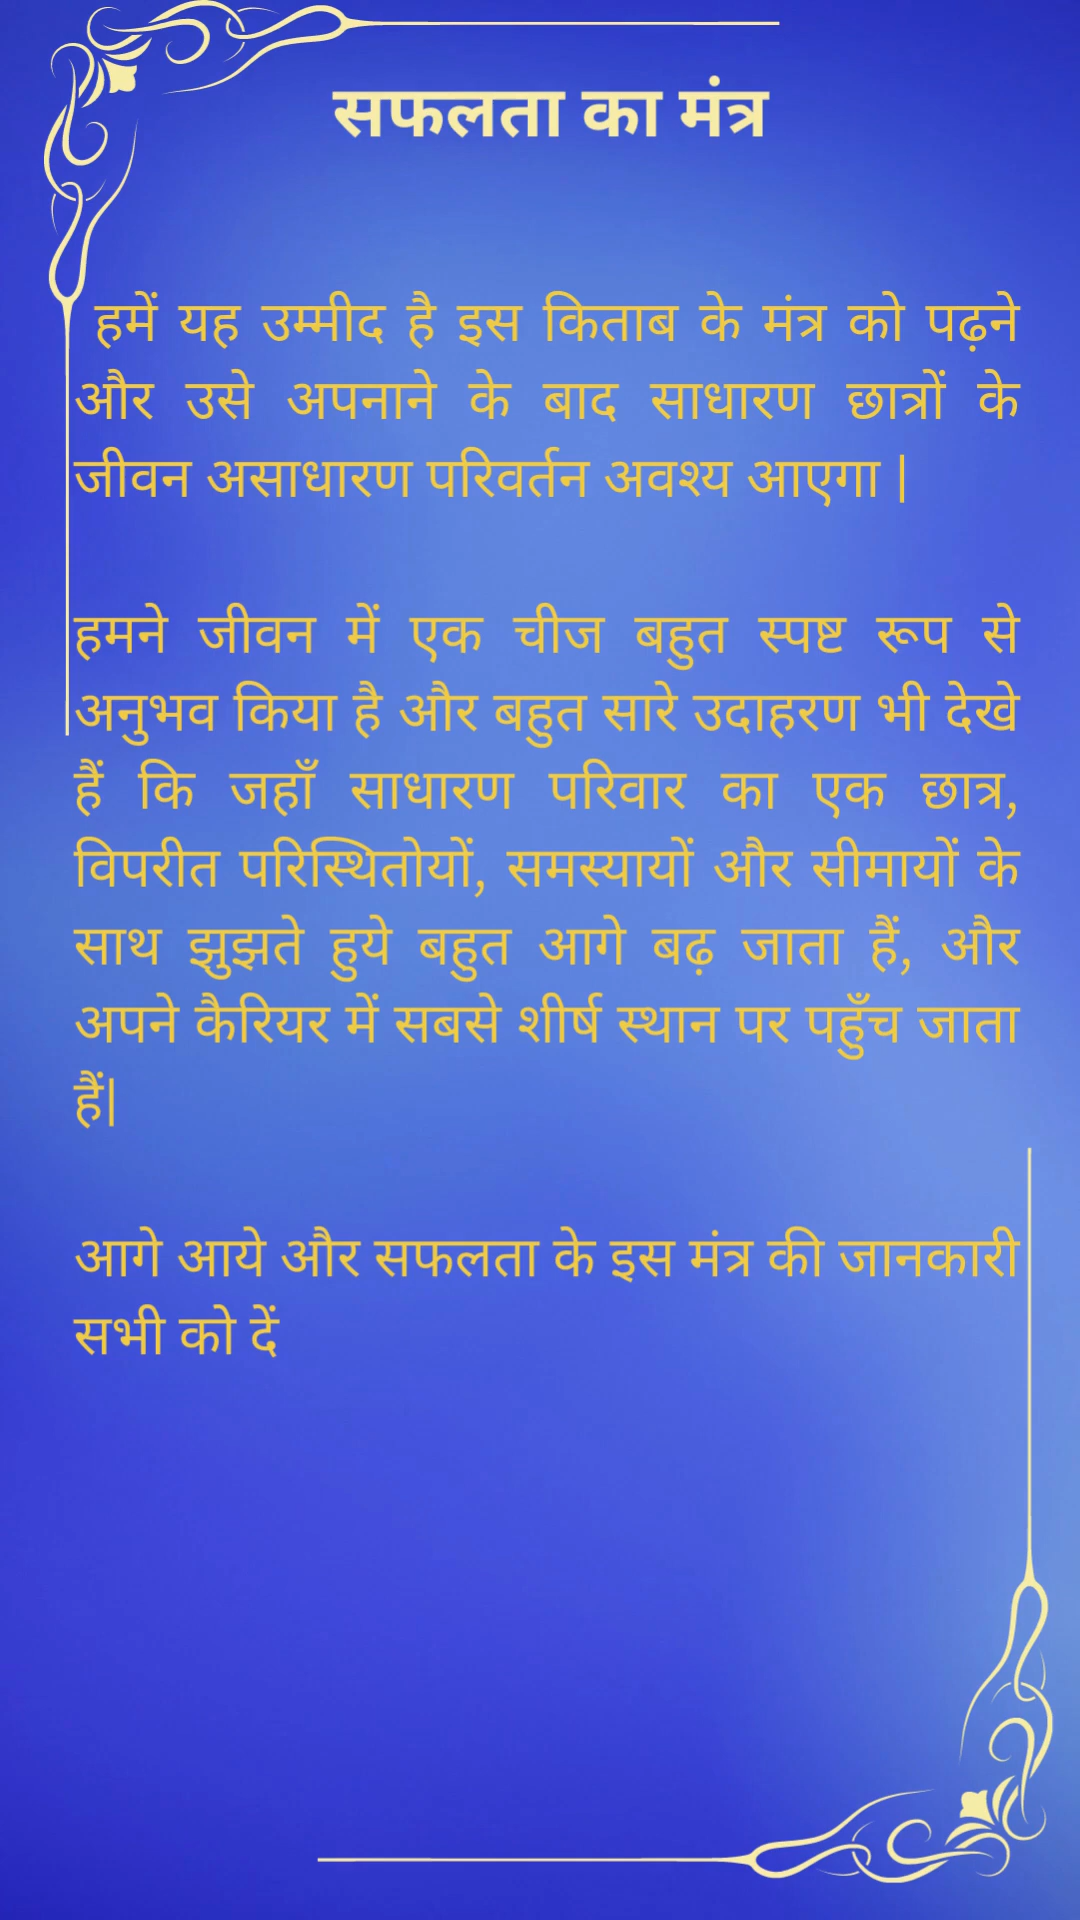 सफलता का मंत्र
हमें यह उम्मीद है इस किताब के मंत्र को पढ़ने
और उसे अपनाने के बाद साधारण छात्रों के
जीवन असाधारण परिवर्तन अवश्य आएगा |
हमने जीवन में एक चीज बहुत स्पष्ट रूप से
अनुभव किया है और बहुत सारे उदाहरण भी देखे
हैं कि जहाँ साधारण परिवार का एक छात्र,
विपरीत परिस्थितोयों, समस्यायों और सीमायों के
साथ झुझते हुये बहुत आगे बढ़ जाता हैं, और
अपने कैरियर में सबसे शीर्ष स्थान पर पहुँच जाता
हैं|
आगे आये और सफलता के इस मंत्र की जानकारी
सभी को दें